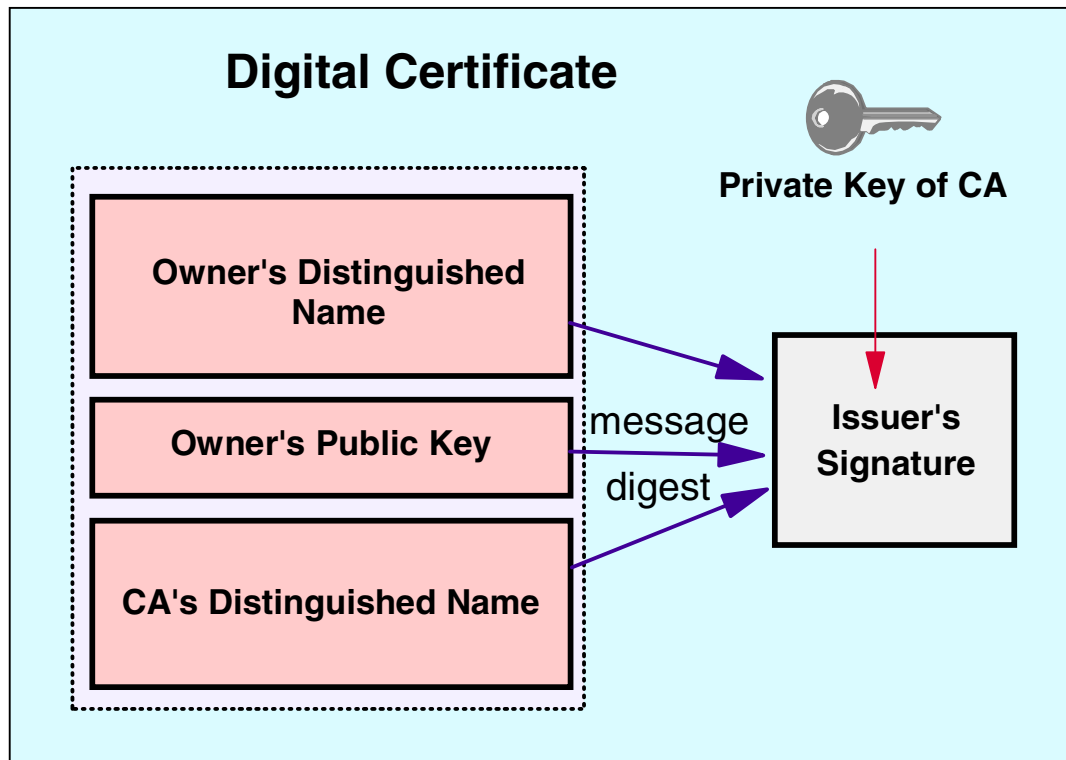 Digital Certificate
Private Key of CA
Owner's Distinguished
Name
Owner's Public Key
CA's Distinguished Name
message
digest
Issuer's
Signature